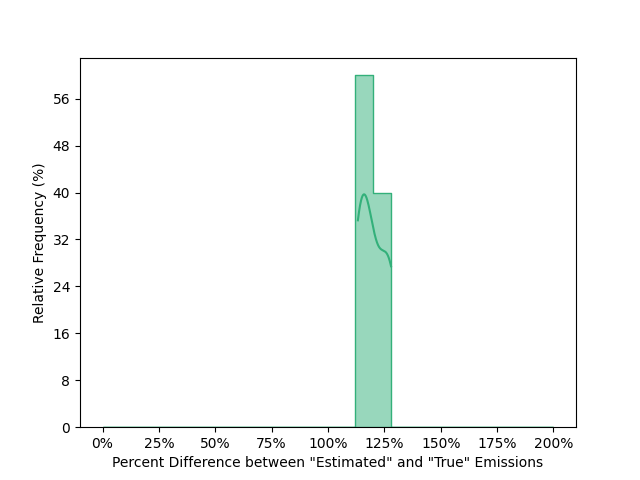 56
48
40
32
24
16
8
0
Relative Frequency (%)
0% 25% 50% 75% 100% 125% 150% 175% 200%
Percent Difference between "Estimated" and "True" Emissions